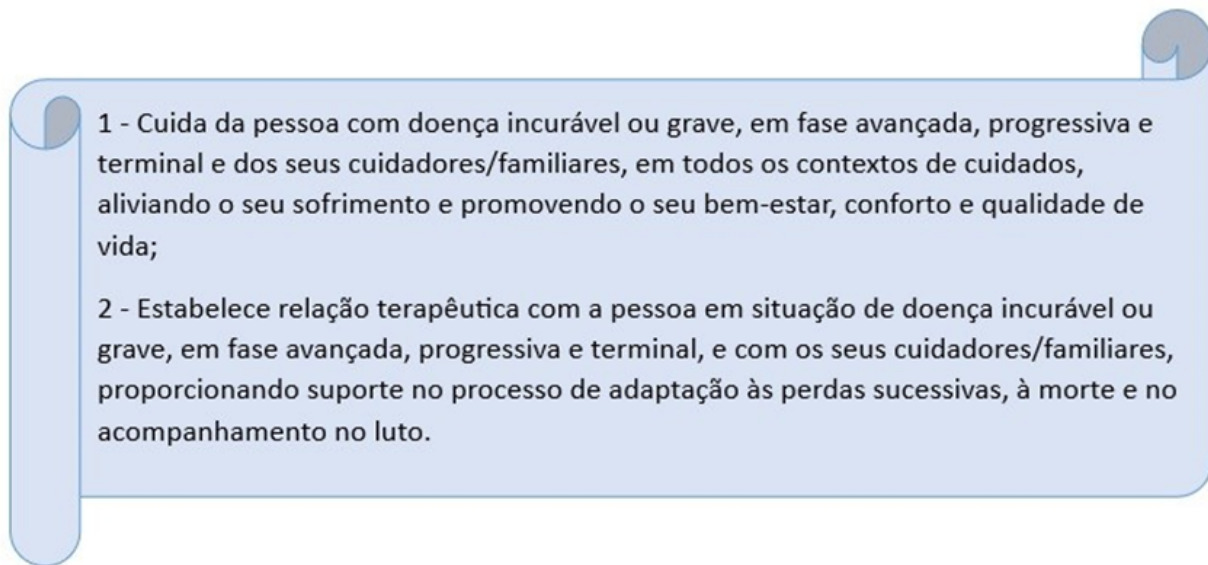 1 - Cuida da pessoa com doença incurável ou grave, em fase avançada, progressiva e
terminal e dos seus cuidadores/familiares, em todos os contextos de cuidados,
aliviando o seu sofrimento e promovendo o seu bem-estar, conforto e qualidade de
vida;
2 - Estabelece relação terapêutica com a pessoa em situação de doença incurável ou
grave, em fase avançada, progressiva e terminal, e com os seus cuidadores/familiares,
proporcionando suporte no processo de adaptação às perdas sucessivas, à morte e no
acompanhamento no luto.